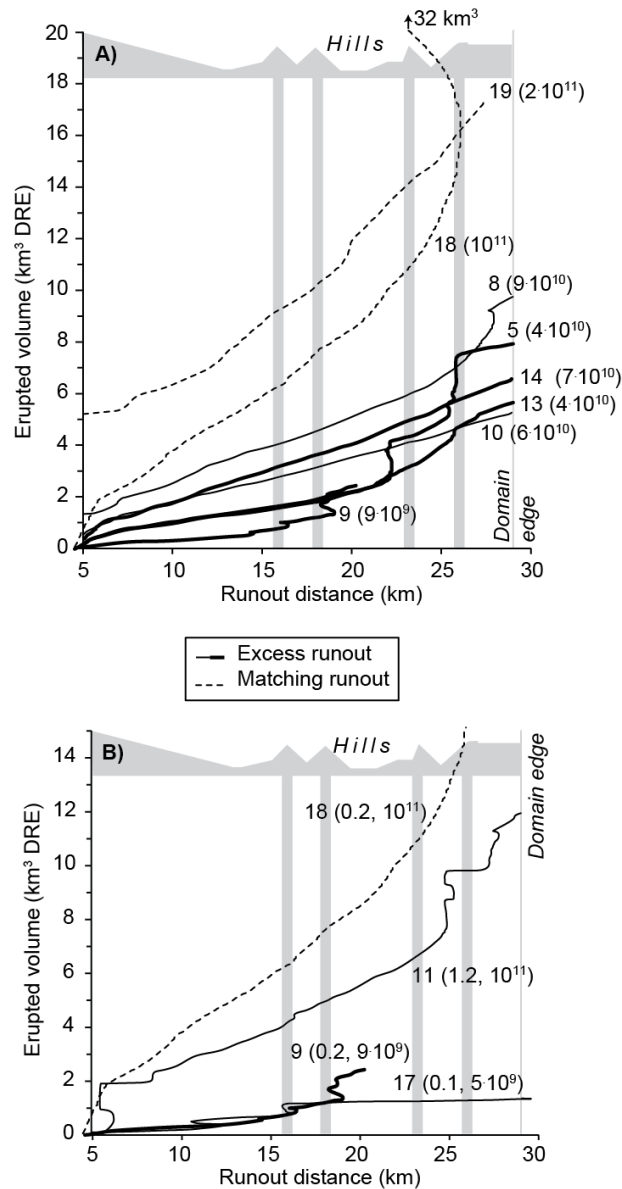 32 km³
Hills
A)
20
18
16
14
12
10
8
6
4
2
0
Erupted volume (km³ DRE)
19 (2·10¹¹)
18 (10¹¹)
8 (9·10¹⁰)
5 (4·10¹⁰)
14 (7·10¹⁰)
13 (4·10¹⁰)
10 (6·10¹⁰)
9 (9·10⁹)
Domain
edge
5 10 15 20 25 30
Runout distance (km)
Excess runout
Matching runout
Hills
B)
14
12
10
8
6
4
2
0
Erupted volume (km³ DRE)
Domain edge
18 (0.2, 10¹¹)
11 (1.2, 10¹¹)
9 (0.2, 9·10⁹)
17 (0.1, 5·10⁹)
5 10 15 20 25 30
Runout distance (km)